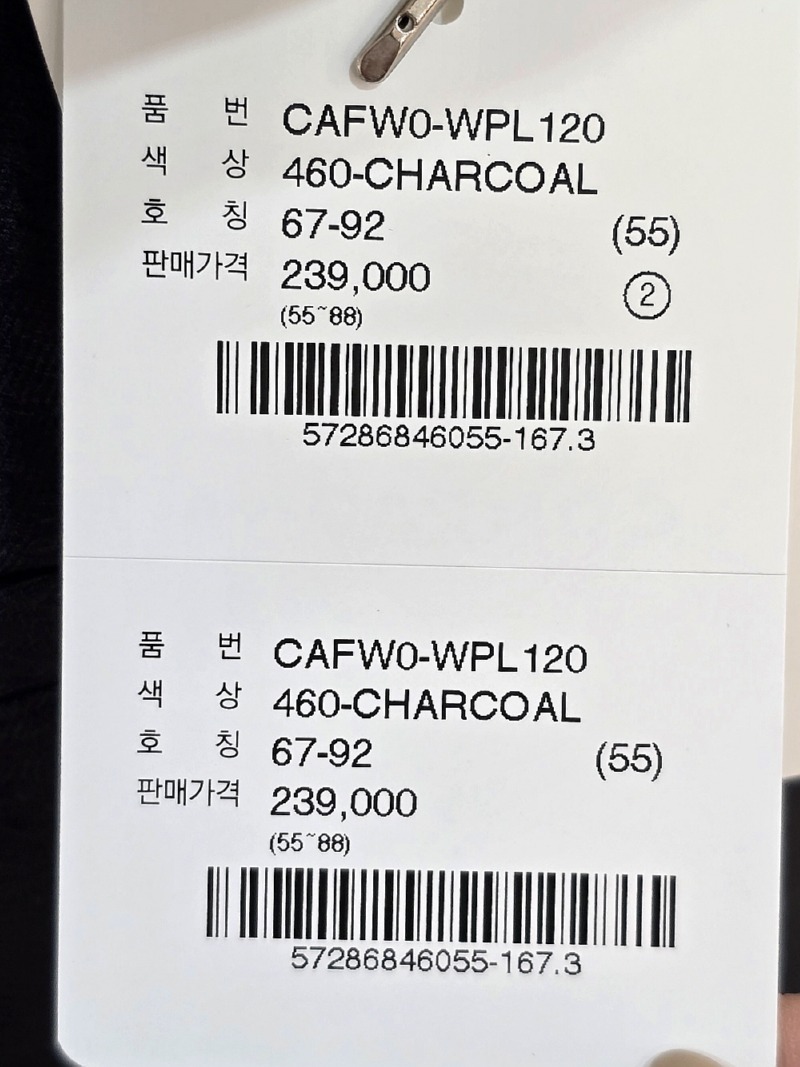 품 번 CAFW0-WPL120
색 상 460-CHARCOAL
호 칭 67-92 (55)
판매가격 239,000 2
(55~88)
57286846055-167.3
품 번 CAFW0-WPL120
색 상 460-CHARCOAL
호 칭 67-92 (55)
판매가격 239,000
(55~88)
57286846055-167.3